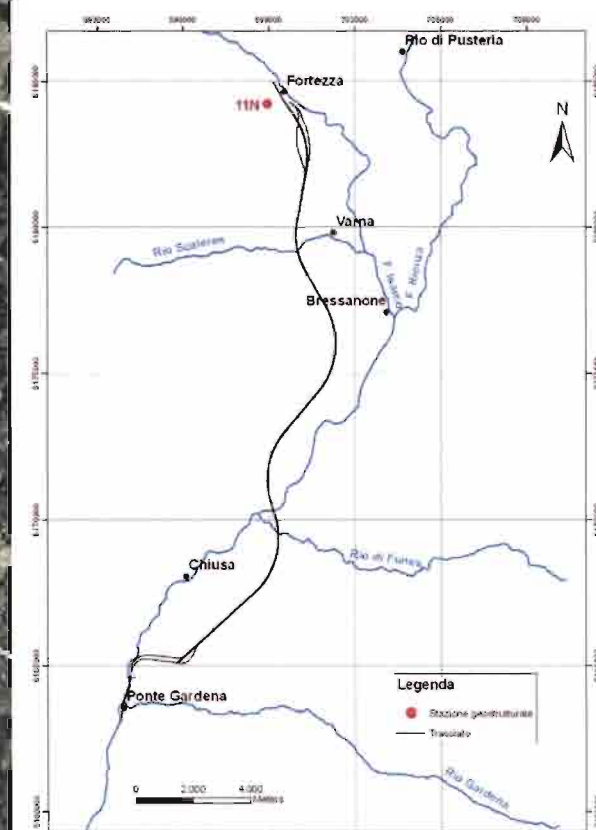 Rio di Pusteria
Fortezza
11N
N
Varna
Rio Scaleres
F. Isarco
F. Rienza
Bressanone
Rio di Funes
Chiusa
Legenda
Stazione geostrutturale
Tracciato
Ponte Gardena
Rio Gardena
0 2.000 4.000
Meters